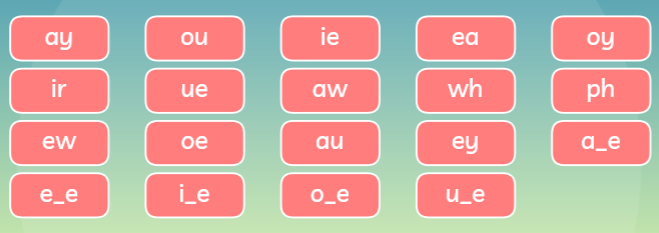 ay ou ie ea oy
ir ue aw wh ph
ew oe au ey a_e
e_e i_e o_e u_e